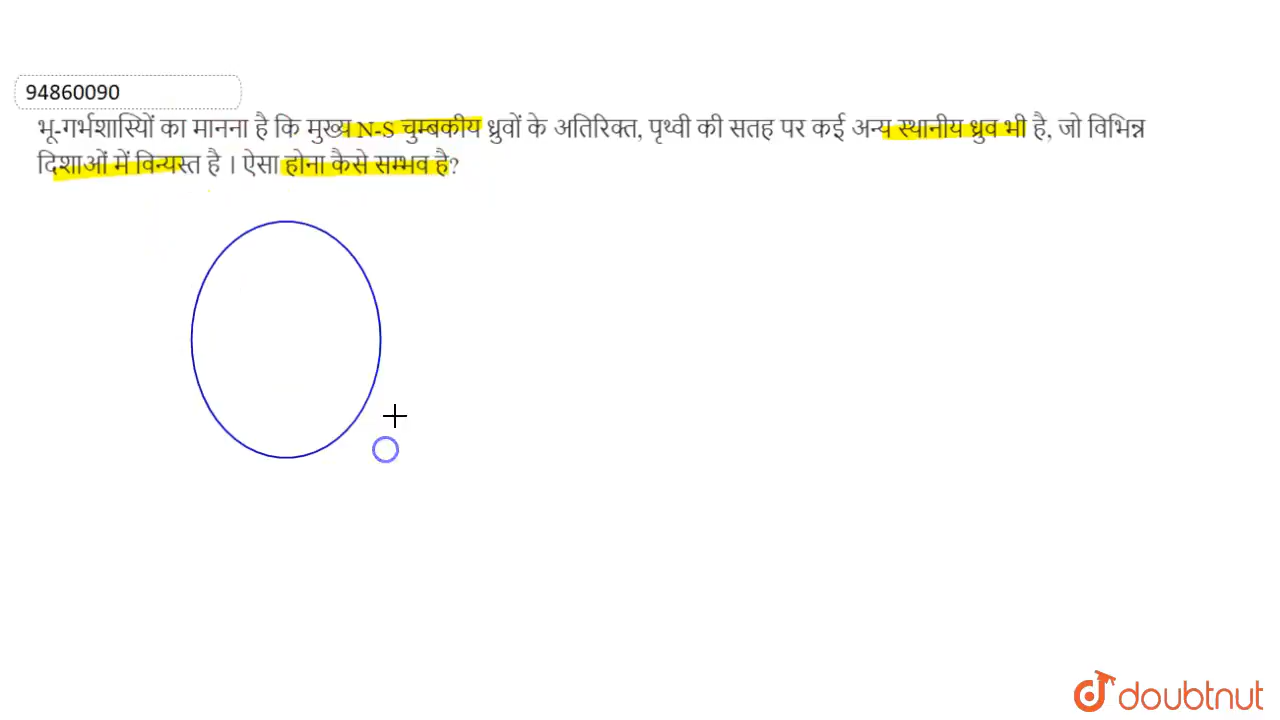 94860090
भू-गर्भशास्यिों का मानना है कि मुख्य N-S चुम्बकीय ध्रुवों के अतिरिक्त, पृथ्वी की सतह पर कई अन्य स्थानीय ध्रुव भी है, जो विभिन्न
दिशाओं में विन्यस्त है । ऐसा होना कैसे सम्भव है?
doubtnut